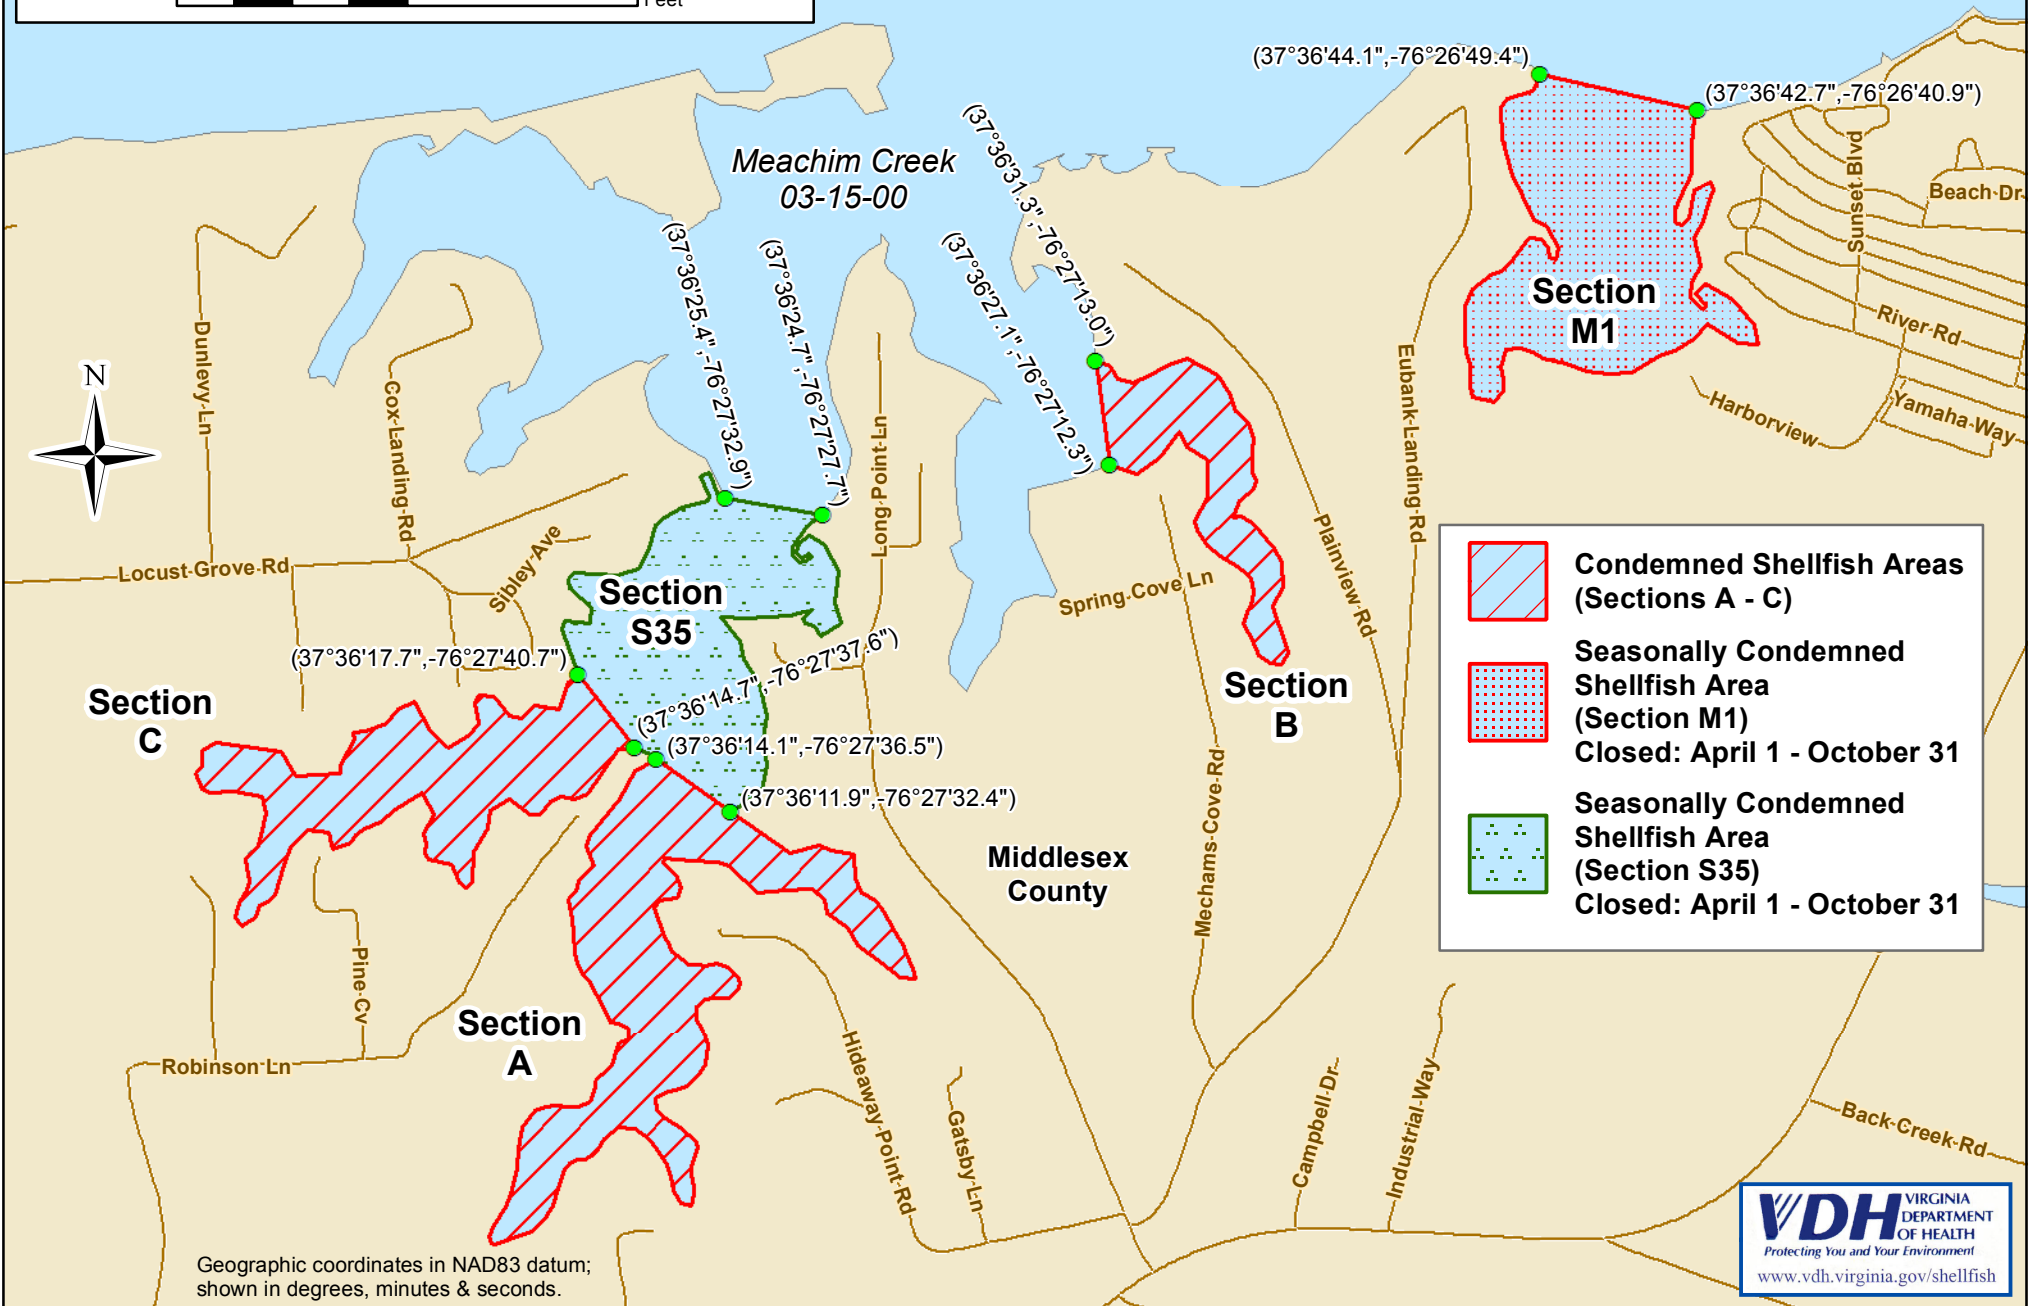 Feet
(37°36'44.1",-76°26'49.4")
(37°36'42.7",-76°26'40.9")
Meachim Creek
03-15-00
(37°36'31.3",-76°27'13.0")
(37°36'27.1",-76°27'12.3")
(37°36'25.4",-76°27'32.9")
(37°36'24.7",-76°27'27.7")
Sunset Blvd
Beach Dr
River Rd
Yamaha Way
Harborview
Section
M1
N
Dunlevy Ln
Cox Landing Rd
Long Point Ln
Eubank Landing Rd
Plainview Rd
Locust Grove Rd
Sibley Ave
Spring Cove Ln
Section
S35
(37°36'17.7",-76°27'40.7")
(37°36'14.7",-76°27'37.6")
(37°36'14.1",-76°27'36.5")
(37°36'11.9",-76°27'32.4")
Section
C
Section
B
Mechams Cove Rd
Middlesex
County
Condemned Shellfish Areas
(Sections A - C)
Seasonally Condemned
Shellfish Area
(Section M1)
Closed: April 1 - October 31
Seasonally Condemned
Shellfish Area
(Section S35)
Closed: April 1 - October 31
Pine Cv
Section
A
Robinson Ln
Hideaway Point Rd
Gatsby Ln
Campbell Dr
Industrial Way
Back Creek Rd
Geographic coordinates in NAD83 datum;
shown in degrees, minutes & seconds.
VDH VIRGINIA
DEPARTMENT
OF HEALTH
Protecting You and Your Environment
www.vdh.virginia.gov/shellfish